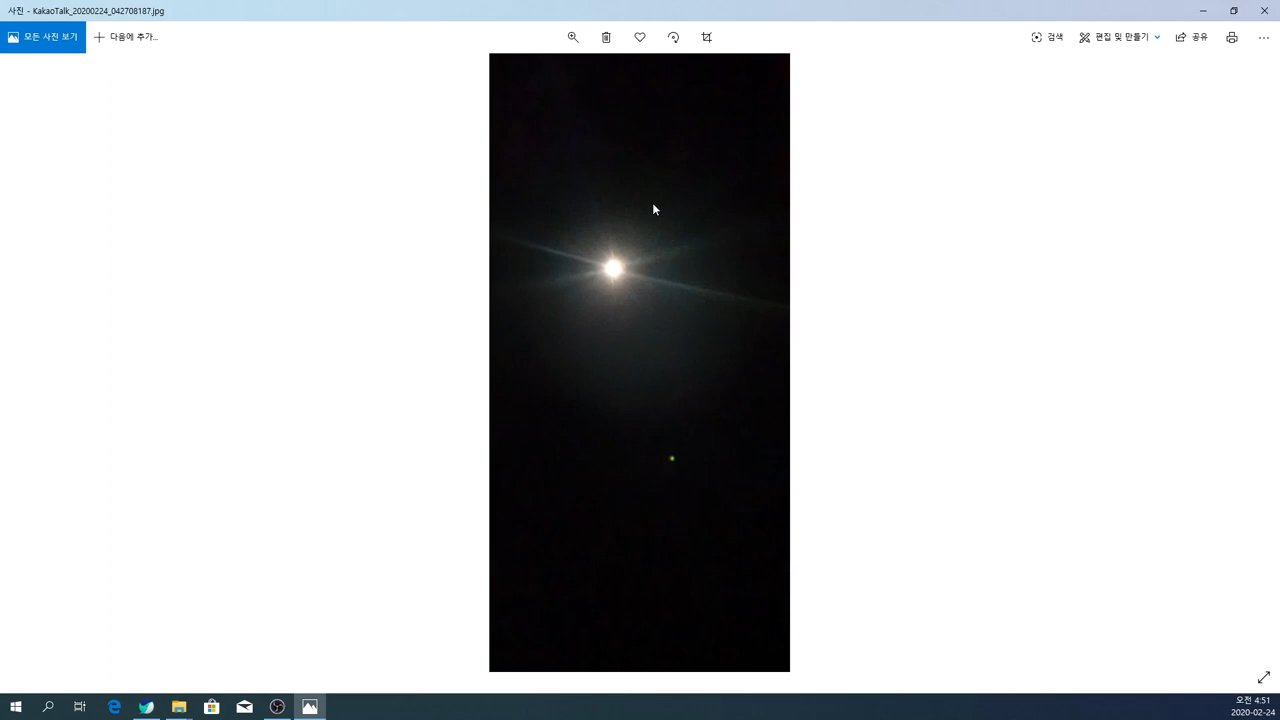 사진 - KakaoTalk_20200224_042708187.jpg
모든 사진 보기
다음에 추가...
검색
편집 및 만들기
공유
오전 4:51
2020-02-24